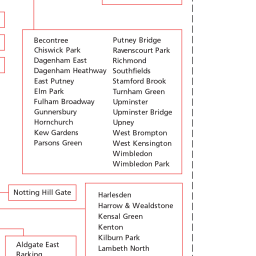 Becontree
Chiswick Park
Dagenham East
Dagenham Heathway
East Putney
Elm Park
Fulham Broadway
Gunnersbury
Hornchurch
Kew Gardens
Parsons Green
Putney Bridge
Ravenscourt Park
Richmond
Southfields
Stamford Brook
Turnham Green
Upminster
Upminster Bridge
Upney
West Brompton
West Kensington
Wimbledon
Wimbledon Park
Notting Hill Gate
Harlesden
Harrow & Wealdstone
Kensal Green
Kenton
Kilburn Park
Lambeth North
Aldgate East
Barking